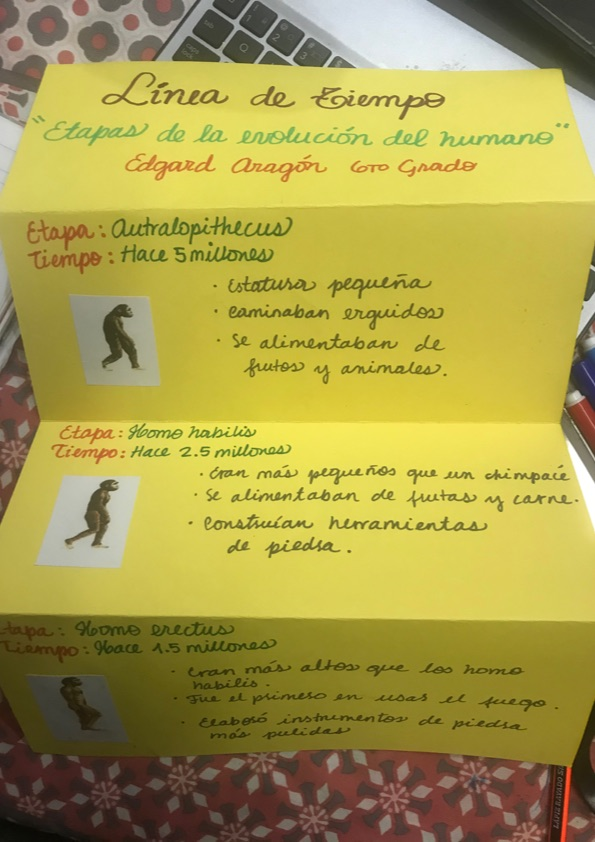 Línea de Tiempo
"Etapas de la evolución del humano"
Edgard Aragón 6to Grado
Etapa: Autralopithecus
Tiempo: Hace 5 millones
· Estatura pequeña
· Caminaban erguidos
· Se alimentaban de
frutos y animales.
Etapa: Homo habilis
Tiempo: Hace 2.5 millones
· Eran más pequeños que un chimpacé
· Se alimentaban de frutas y carne.
· Construían herramientas
de piedra.
Etapa: Homo erectus
Tiempo: Hace 1.5 millones
· Eran más altos que los homo
habilis.
· Fue el primero en usar el fuego.
· Elaboró instrumentos de piedra
más pulidas